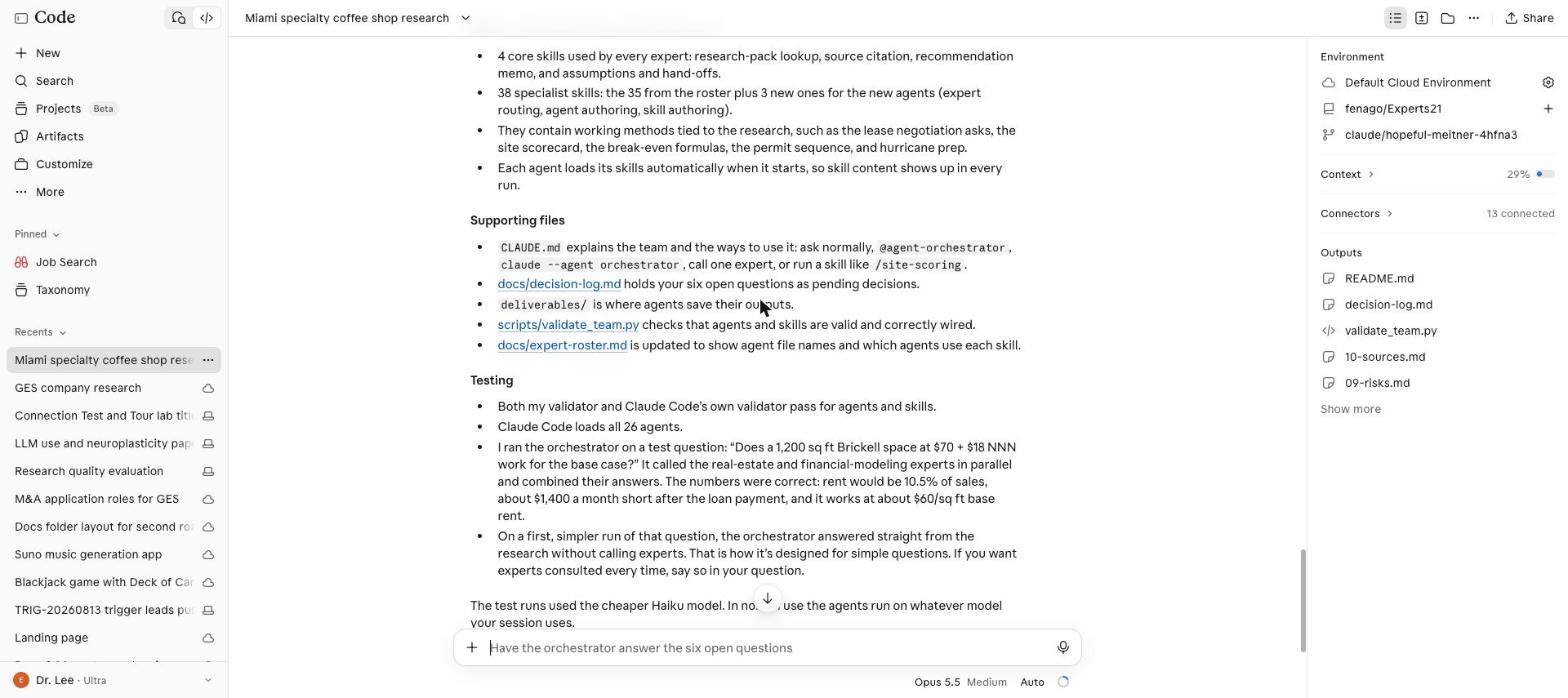 Code
Miami specialty coffee shop research
Share
New
Search
Projects Beta
Artifacts
Customize
More
Pinned
Job Search
Taxonomy
Recents
Miami specialty coffee shop rese
GES company research
Connection Test and Tour lab titl
LLM use and neuroplasticity pap
Research quality evaluation
M&A application roles for GES
Docs folder layout for second ro
Suno music generation app
Blackjack game with Deck of Car
TRIG-20260813 trigger leads pu
Landing page
E Dr. Lee · Ultra
• 4 core skills used by every expert: research-pack lookup, source citation, recommendation
memo, and assumptions and hand-offs.
• 38 specialist skills: the 35 from the roster plus 3 new ones for the new agents (expert
routing, agent authoring, skill authoring).
• They contain working methods tied to the research, such as the lease negotiation asks, the
site scorecard, the break-even formulas, the permit sequence, and hurricane prep.
• Each agent loads its skills automatically when it starts, so skill content shows up in every
run.
Supporting files
• CLAUDE.md explains the team and the ways to use it: ask normally, @agent-orchestrator,
claude --agent orchestrator, call one expert, or run a skill like /site-scoring.
• docs/decision-log.md holds your six open questions as pending decisions.
• deliverables/ is where agents save their outputs.
• scripts/validate_team.py checks that agents and skills are valid and correctly wired.
• docs/expert-roster.md is updated to show agent file names and which agents use each skill.
Testing
• Both my validator and Claude Code's own validator pass for agents and skills.
• Claude Code loads all 26 agents.
• I ran the orchestrator on a test question: “Does a 1,200 sq ft Brickell space at $70 + $18 NNN
work for the base case?” It called the real-estate and financial-modeling experts in parallel
and combined their answers. The numbers were correct: rent would be 10.5% of sales,
about $1,400 a month short after the loan payment, and it works at about $60/sq ft base
rent.
• On a first, simpler run of that question, the orchestrator answered straight from the
research without calling experts. That is how it's designed for simple questions. If you want
experts consulted every time, say so in your question.
The test runs used the cheaper Haiku model. In no use the agents run on whatever model
your session uses.
Have the orchestrator answer the six open questions
Opus 5.5 Medium Auto
Environment
Default Cloud Environment
fenago/Experts21
claude/hopeful-meitner-4hfna3
Context 29%
Connectors 13 connected
Outputs
README.md
decision-log.md
validate_team.py
10-sources.md
09-risks.md
Show more